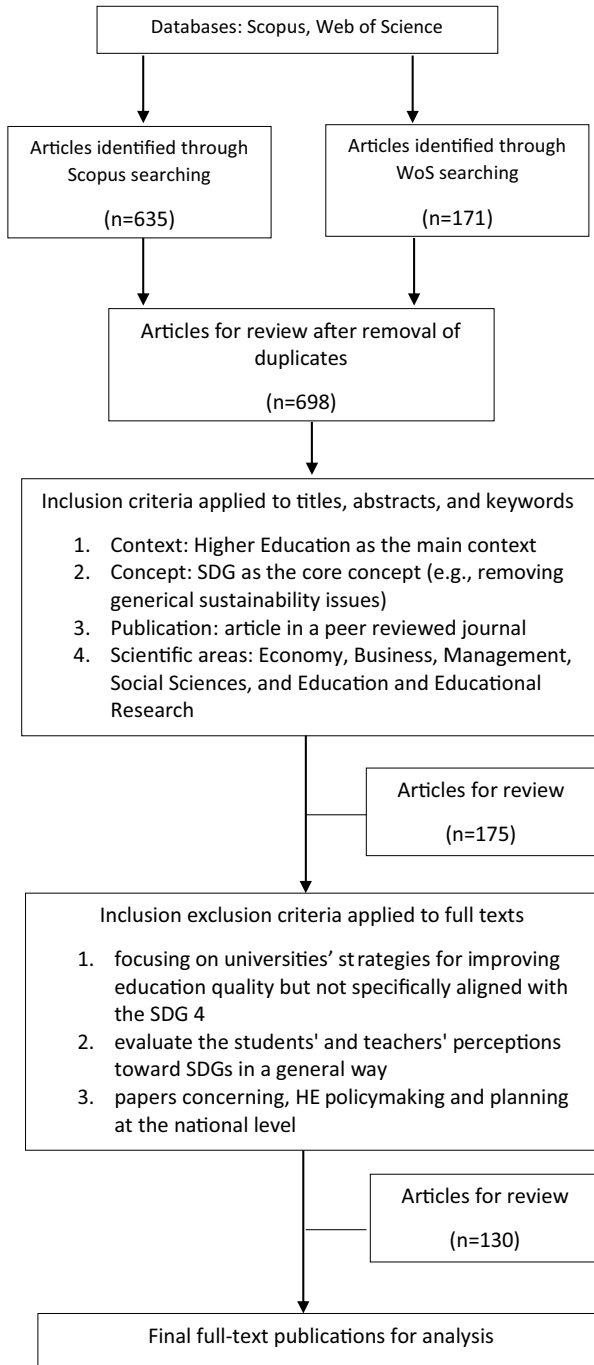 Databases: Scopus, Web of Science
Articles identified through
Scopus searching
(n=635)
Articles identified through
WoS searching
(n=171)
Articles for review after removal of
duplicates
(n=698)
Inclusion criteria applied to titles, abstracts, and keywords
1. Context: Higher Education as the main context
2. Concept: SDG as the core concept (e.g., removing
generical sustainability issues)
3. Publication: article in a peer reviewed journal
4. Scientific areas: Economy, Business, Management,
Social Sciences, and Education and Educational
Research
Articles for review
(n=175)
Inclusion exclusion criteria applied to full texts
1. focusing on universities' strategies for improving
education quality but not specifically aligned with
the SDG 4
2. evaluate the students' and teachers' perceptions
toward SDGs in a general way
3. papers concerning, HE policymaking and planning
at the national level
Articles for review
(n=130)
Final full-text publications for analysis